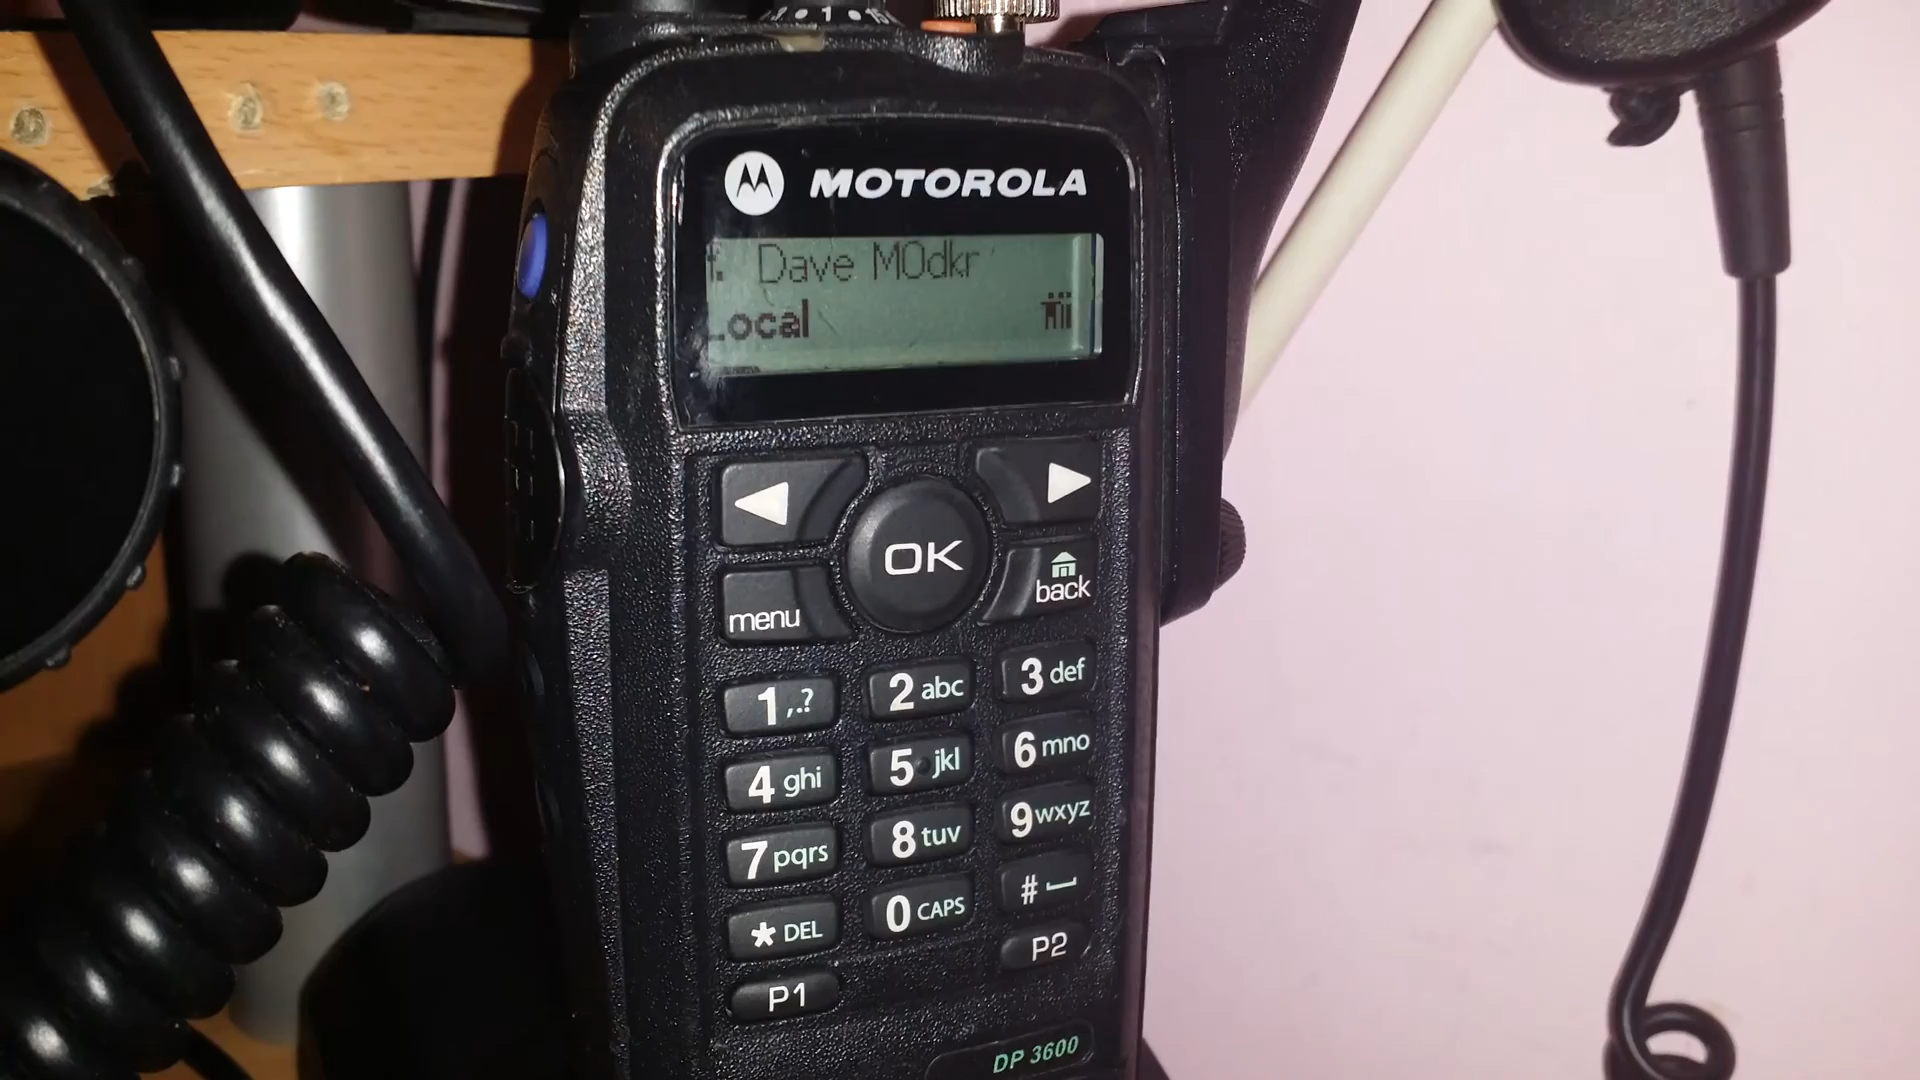 1
MOTOROLA
Dave M0dkr
Local
OK
menu
back
1,.?
2 abc
3 def
4 ghi
5 jkl
6 mno
7 pqrs
8 tuv
9 wxyz
* DEL
0 CAPS
#
P1
P2
DP 3600